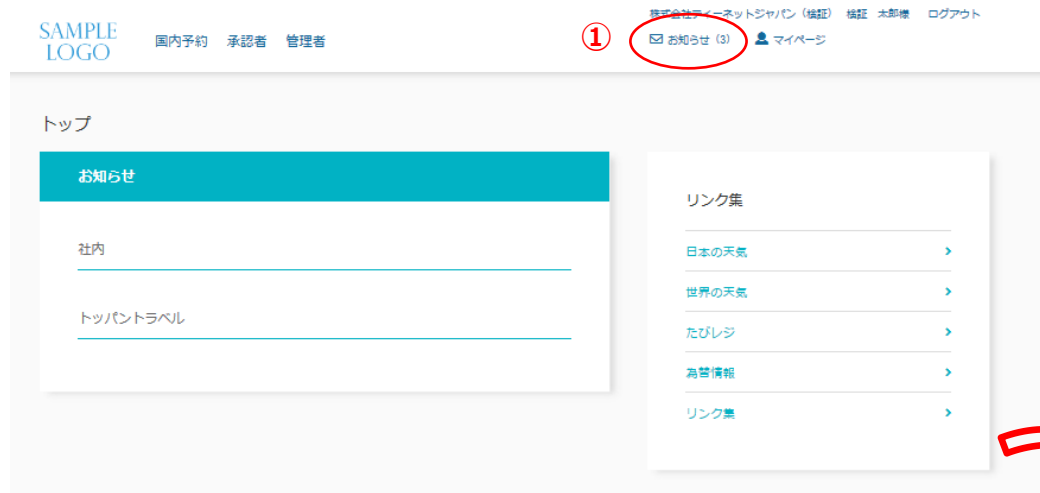 株式会社ティーネットジャパン（検証） 検証 太郎様 ログアウト
SAMPLE LOGO
国内予約 承認者 管理者
① お知らせ（3） マイページ
トップ
お知らせ
社内
トッパントラベル
リンク集
日本の天気
世界の天気
たびレジ
為替情報
リンク集